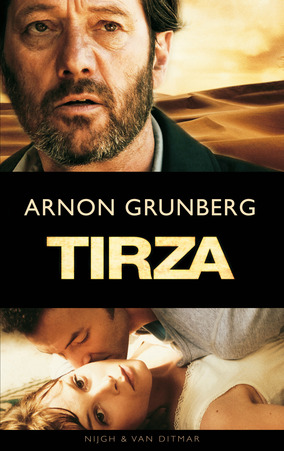 ARNON GRUNBERG
TIRZA
NIJGH & VAN DITMAR